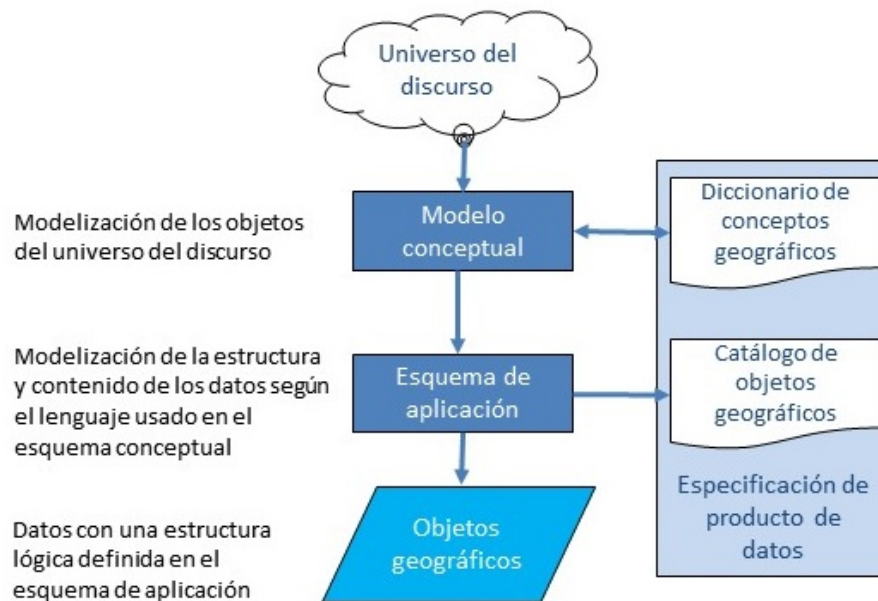 Universo del
discurso
Modelización de los objetos
del universo del discurso
Modelo
conceptual
Diccionario de
conceptos
geográficos
Modelización de la estructura
y contenido de los datos según
el lenguaje usado en el
esquema conceptual
Esquema de
aplicación
Catálogo de
objetos
geográficos
Especificación de
producto de
datos
Datos con una estructura
lógica definida en el
esquema de aplicación
Objetos
geográficos